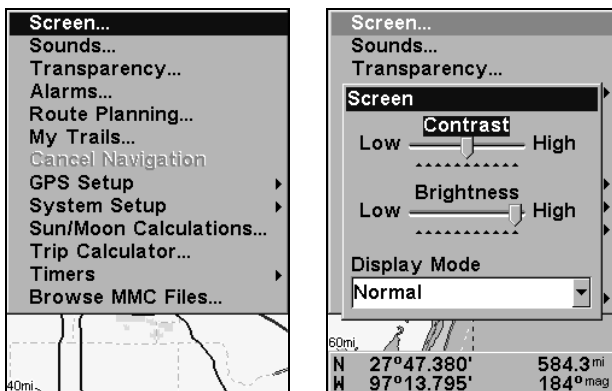 Screen...
Sounds...
Transparency...
Alarms...
Route Planning...
My Trails...
Cancel Navigation
GPS Setup
System Setup
Sun/Moon Calculations...
Trip Calculator...
Timers
Browse MMC Files...
40mi
Screen...
Sounds...
Transparency...
Screen
Contrast
Low High
Brightness
Low High
Display Mode
Normal
60mi
N 27°47.380' 584.3 mi
W 97°13.795' 184° mag